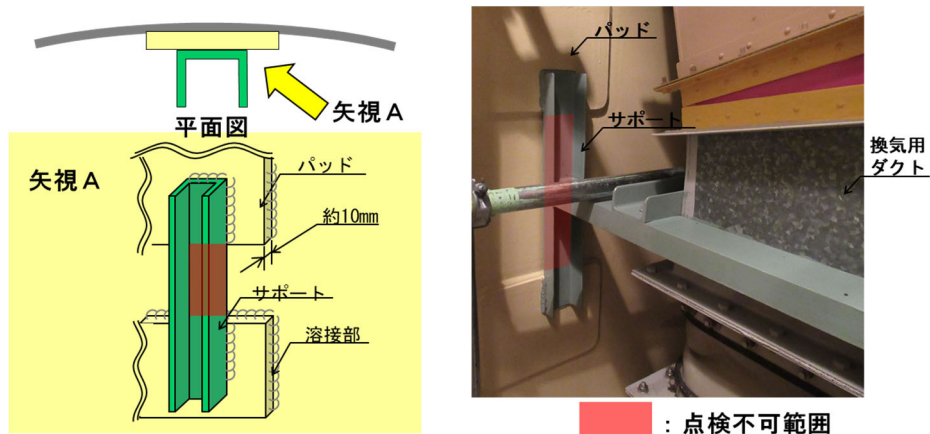 矢視A
平面図
矢視A
パッド
約10mm
サポート
溶接部
パッド
サポート
換気用
ダクト
：点検不可範囲